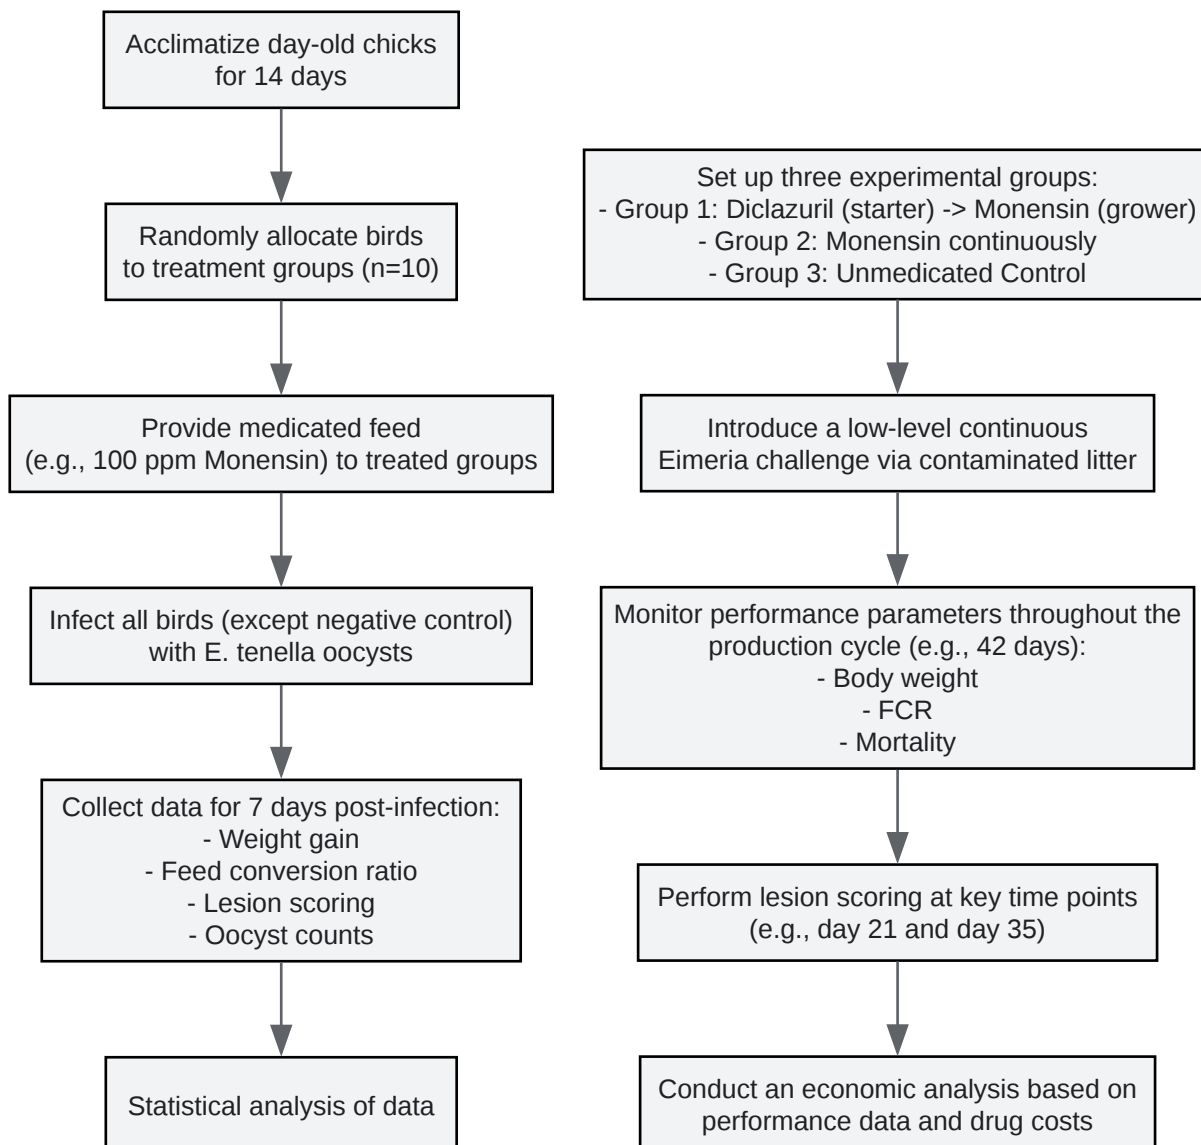 Acclimatize day-old chicks
for 14 days
Randomly allocate birds
to treatment groups (n=10)
Provide medicated feed
(e.g., 100 ppm Monensin) to treated groups
Infect all birds (except negative control)
with E. tenella oocysts
Collect data for 7 days post-infection:
- Weight gain
- Feed conversion ratio
- Lesion scoring
- Oocyst counts
Statistical analysis of data
Set up three experimental groups:
- Group 1: Diclazuril (starter) -> Monensin (grower)
- Group 2: Monensin continuously
- Group 3: Unmedicated Control
Introduce a low-level continuous
Eimeria challenge via contaminated litter
Monitor performance parameters throughout the
production cycle (e.g., 42 days):
- Body weight
- FCR
- Mortality
Perform lesion scoring at key time points
(e.g., day 21 and day 35)
Conduct an economic analysis based on
performance data and drug costs